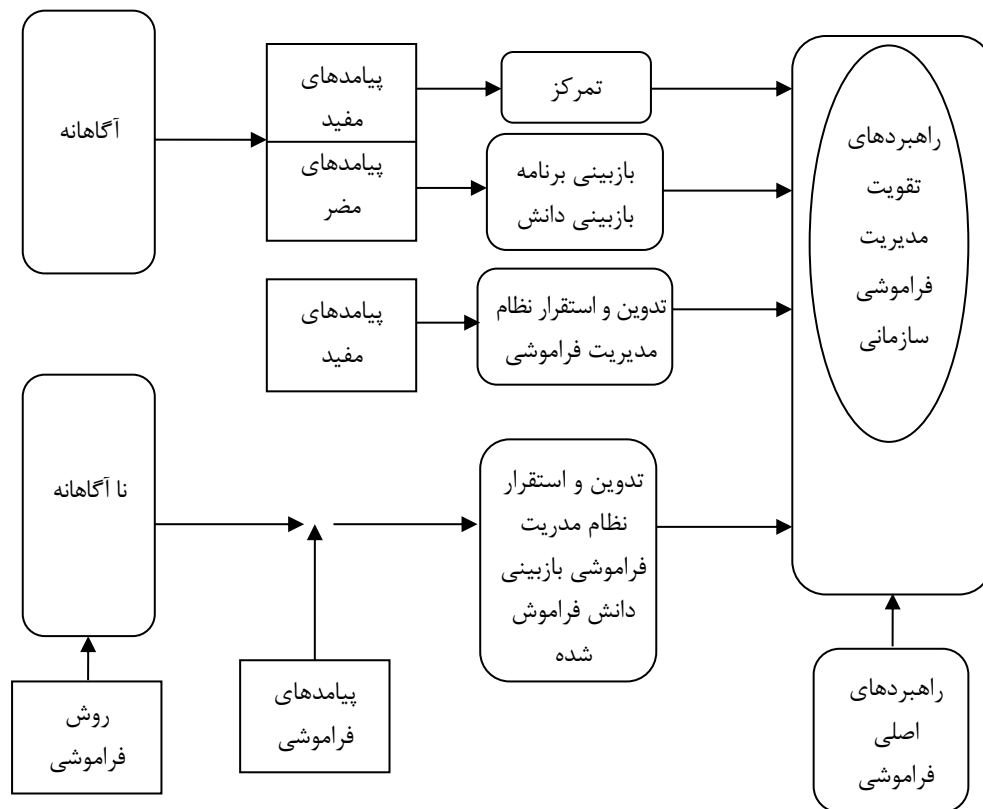 آگاهانه
پیامدهای
مفید
پیامدهای
مضر
تمرکز
بازبینی برنامه
بازبینی دانش
راهبردهای
تقویت
مدیریت
فراموشی
سازمانی
پیامدهای
مفید
تدوین و استقرار نظام
مدیریت فراموشی
نا آگاهانه
تدوین و استقرار
نظام مدریت
فراموشی بازبینی
دانش فراموش
شده
روش
فراموشی
پیامدهای
فراموشی
راهبردهای
اصلی
فراموشی